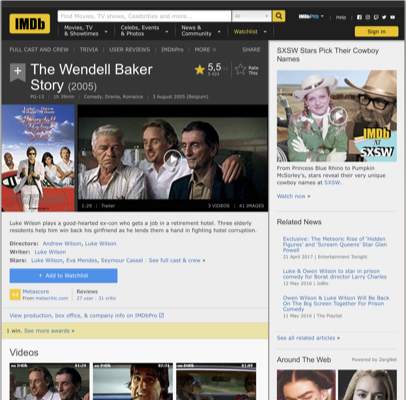 IMDb
Find Movies, TV shows, Celebrities and more...
All
IMDbPro
Help
Movies, TV
& Showtimes
Celebs, Events
& Photos
News &
Community
Watchlist
Sign in
FULL CAST AND CREW | TRIVIA | USER REVIEWS | IMDbPro | MORE
SHARE
The Wendell Baker
Story (2005)
5,5
Rate
This
PG-13 | 1h 39min | Comedy, Drama, Romance | 3 August 2005 (Belgium)
1:29 | Trailer
3 VIDEOS | 41 IMAGES
Luke Wilson plays a good-hearted ex-con who gets a job in a retirement hotel. Three elderly
residents help him win back his girlfriend as he lends them a hand in fighting hotel corruption.
Directors: Andrew Wilson, Luke Wilson
Writer: Luke Wilson
Stars: Luke Wilson, Eva Mendes, Seymour Cassel | See full cast & crew »
+ Add to Watchlist
Metascore
From metacritic.com
Reviews
27 user | 31 critic
View production, box office, & company info on IMDbPro
1 win. See more awards »
Videos
SXSW Stars Pick Their Cowboy
Names
IMDb
AT
SXSW
From Princess Blue Rhino to Pumpkin
McSorley's, stars reveal their very unique
cowboy names at SXSW.
Watch now »
Related News
Exclusive: The Meteoric Rise of 'Hidden
Figures' and 'Scream Queens' Star Glen
Powell
21 April 2017 | Entertainment Tonight
Luke & Owen Wilson to star in prison
comedy for Borat director Larry Charles
12 May 2016 | JoBlo
Owen Wilson & Luke Wilson Will Be Back
On The Big Screen Together For Prison
Comedy
11 May 2016 | The Playlist
See all related articles »
Around The Web
Powered by ZergNet